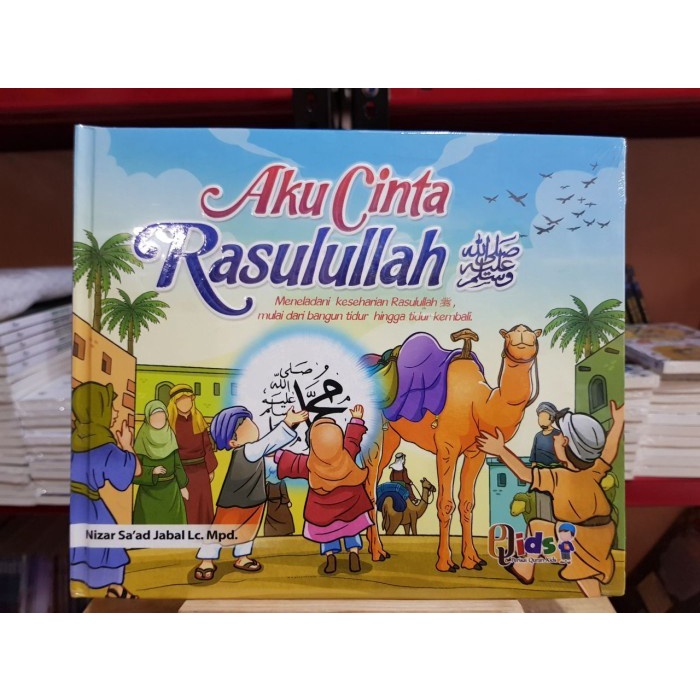 Aku Cinta
Rasulullah صلى الله عليه وسلم
Meneladani keseharian Rasulullah ﷺ,
mulai dari bangun tidur hingga tidur kembali.
صلى الله عليه وسلم
محمد
Nizar Sa'ad Jabal Lc. Mpd.